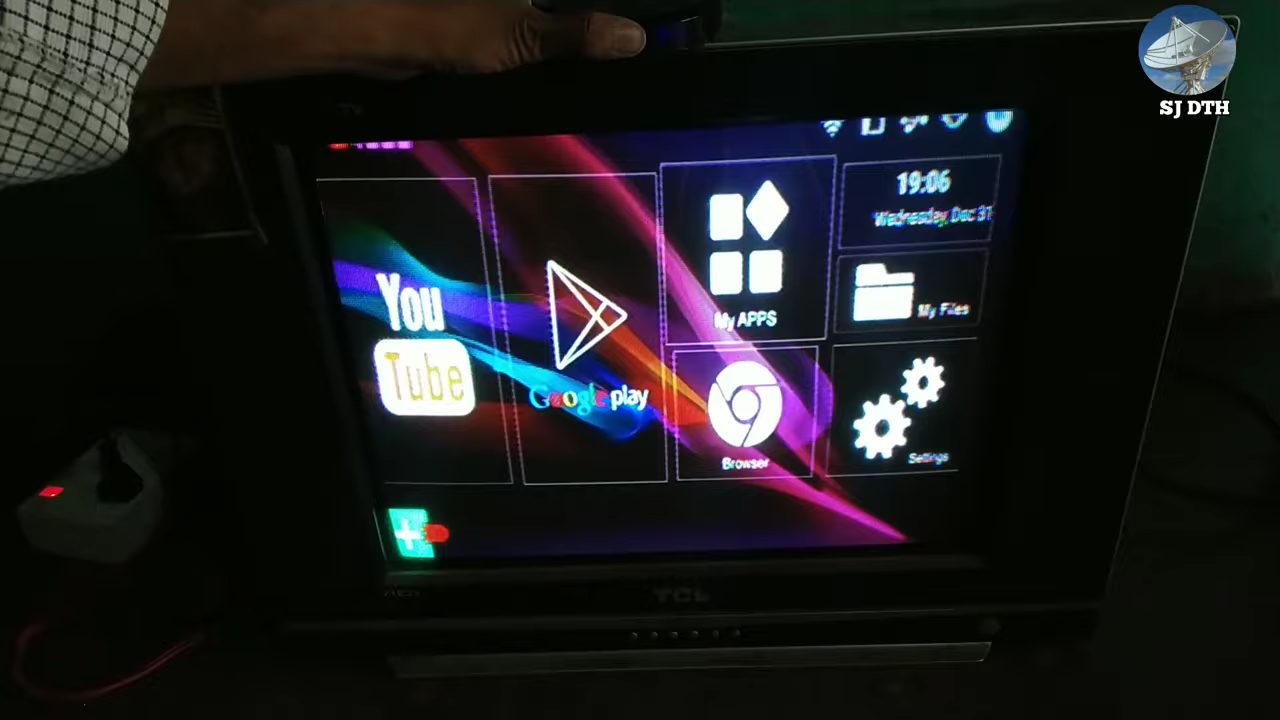 SJ DTH
19:06
Wednesday, Dec 31
You
Tube
Google play
My APPS
My Files
Browser
Settings
TCL